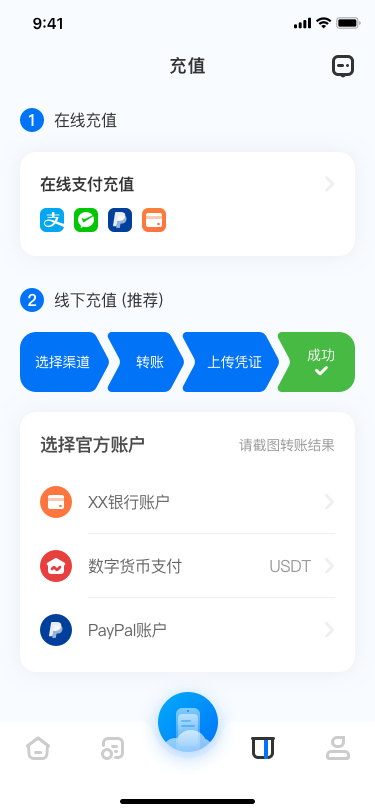 9:41
充值
1 在线充值
在线支付充值
支
2 线下充值 (推荐)
选择渠道 转账 上传凭证 成功
选择官方账户 请截图转账结果
XX银行账户
数字货币支付 USDT
PayPal账户